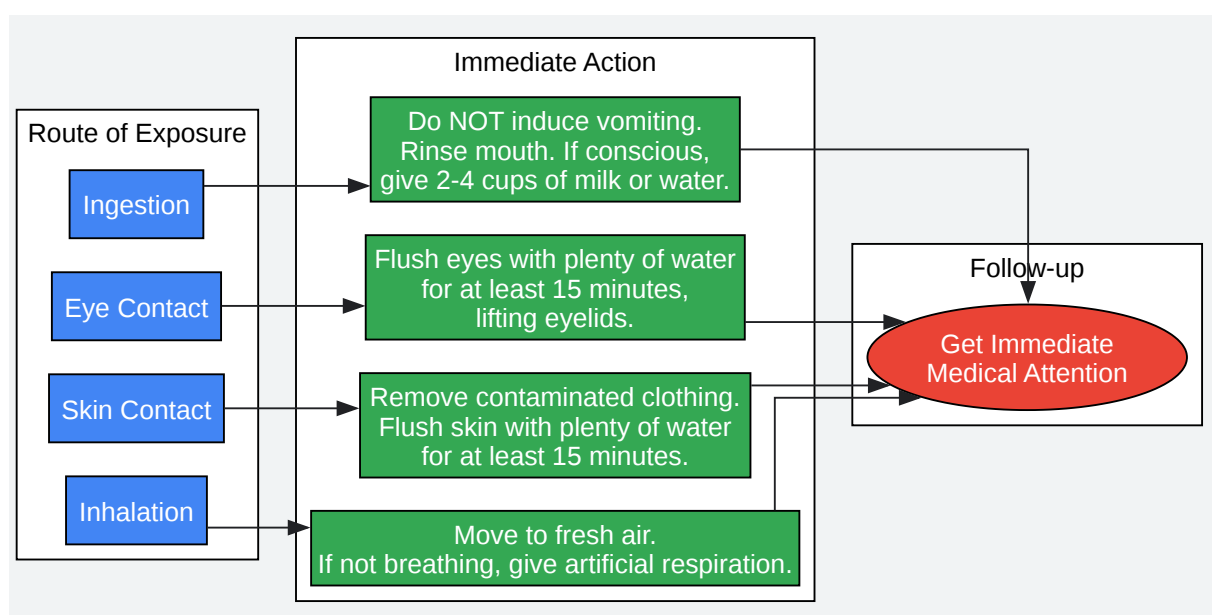 Route of Exposure
Ingestion
Eye Contact
Skin Contact
Inhalation
Immediate Action
Do NOT induce vomiting.
Rinse mouth. If conscious,
give 2-4 cups of milk or water.
Flush eyes with plenty of water
for at least 15 minutes,
lifting eyelids.
Remove contaminated clothing.
Flush skin with plenty of water
for at least 15 minutes.
Move to fresh air.
If not breathing, give artificial respiration.
Follow-up
Get Immediate
Medical Attention